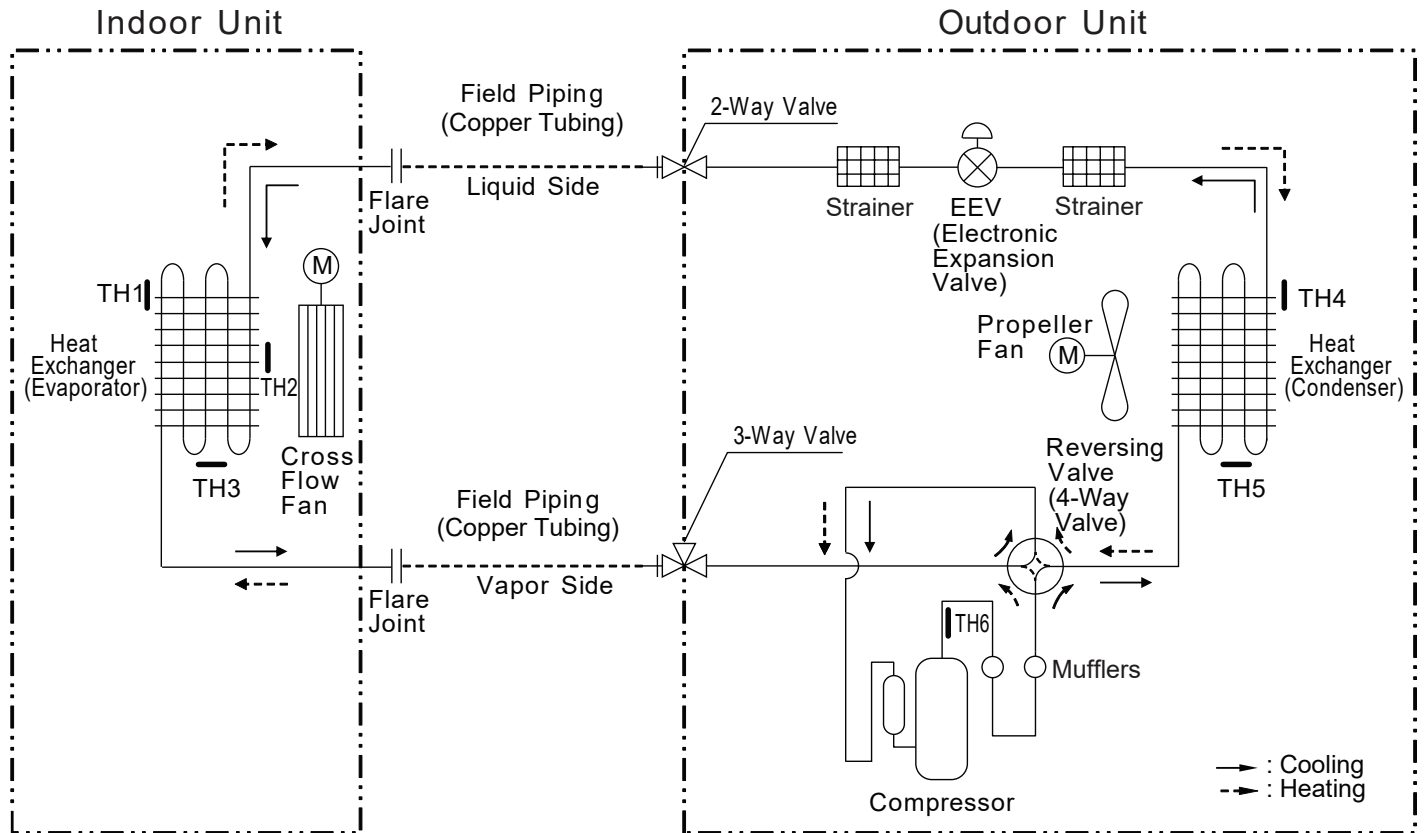 Indoor Unit
Outdoor Unit
Field Piping
(Copper Tubing)
Liquid Side
2-Way Valve
Flare
Joint
Strainer
EEV
(Electronic
Expansion
Valve)
Strainer
M
TH1
Heat
Exchanger
(Evaporator)
TH2
TH3
Cross
Flow
Fan
Propeller
Fan
M
TH4
Heat
Exchanger
(Condenser)
TH5
3-Way Valve
Reversing
Valve
(4-Way
Valve)
Field Piping
(Copper Tubing)
Vapor Side
Flare
Joint
TH6
Mufflers
Compressor
: Cooling
: Heating